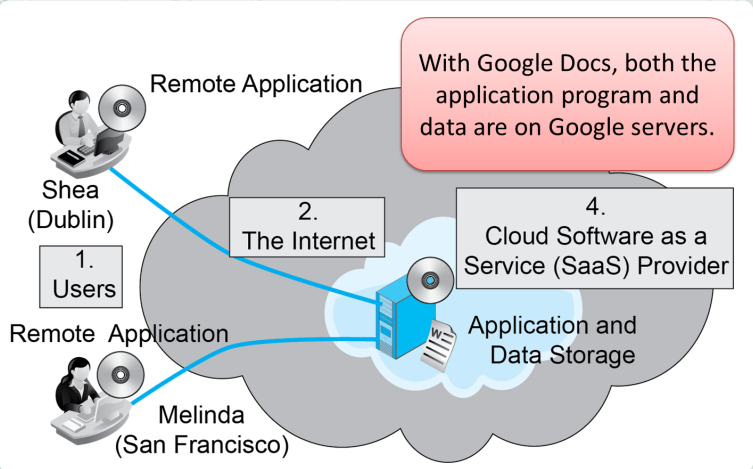 Remote Application
With Google Docs, both the
application program and
data are on Google servers.
Shea
(Dublin)
2.
The Internet
4.
Cloud Software as a
Service (SaaS) Provider
1.
Users
Remote Application
W
Application and
Data Storage
Melinda
(San Francisco)